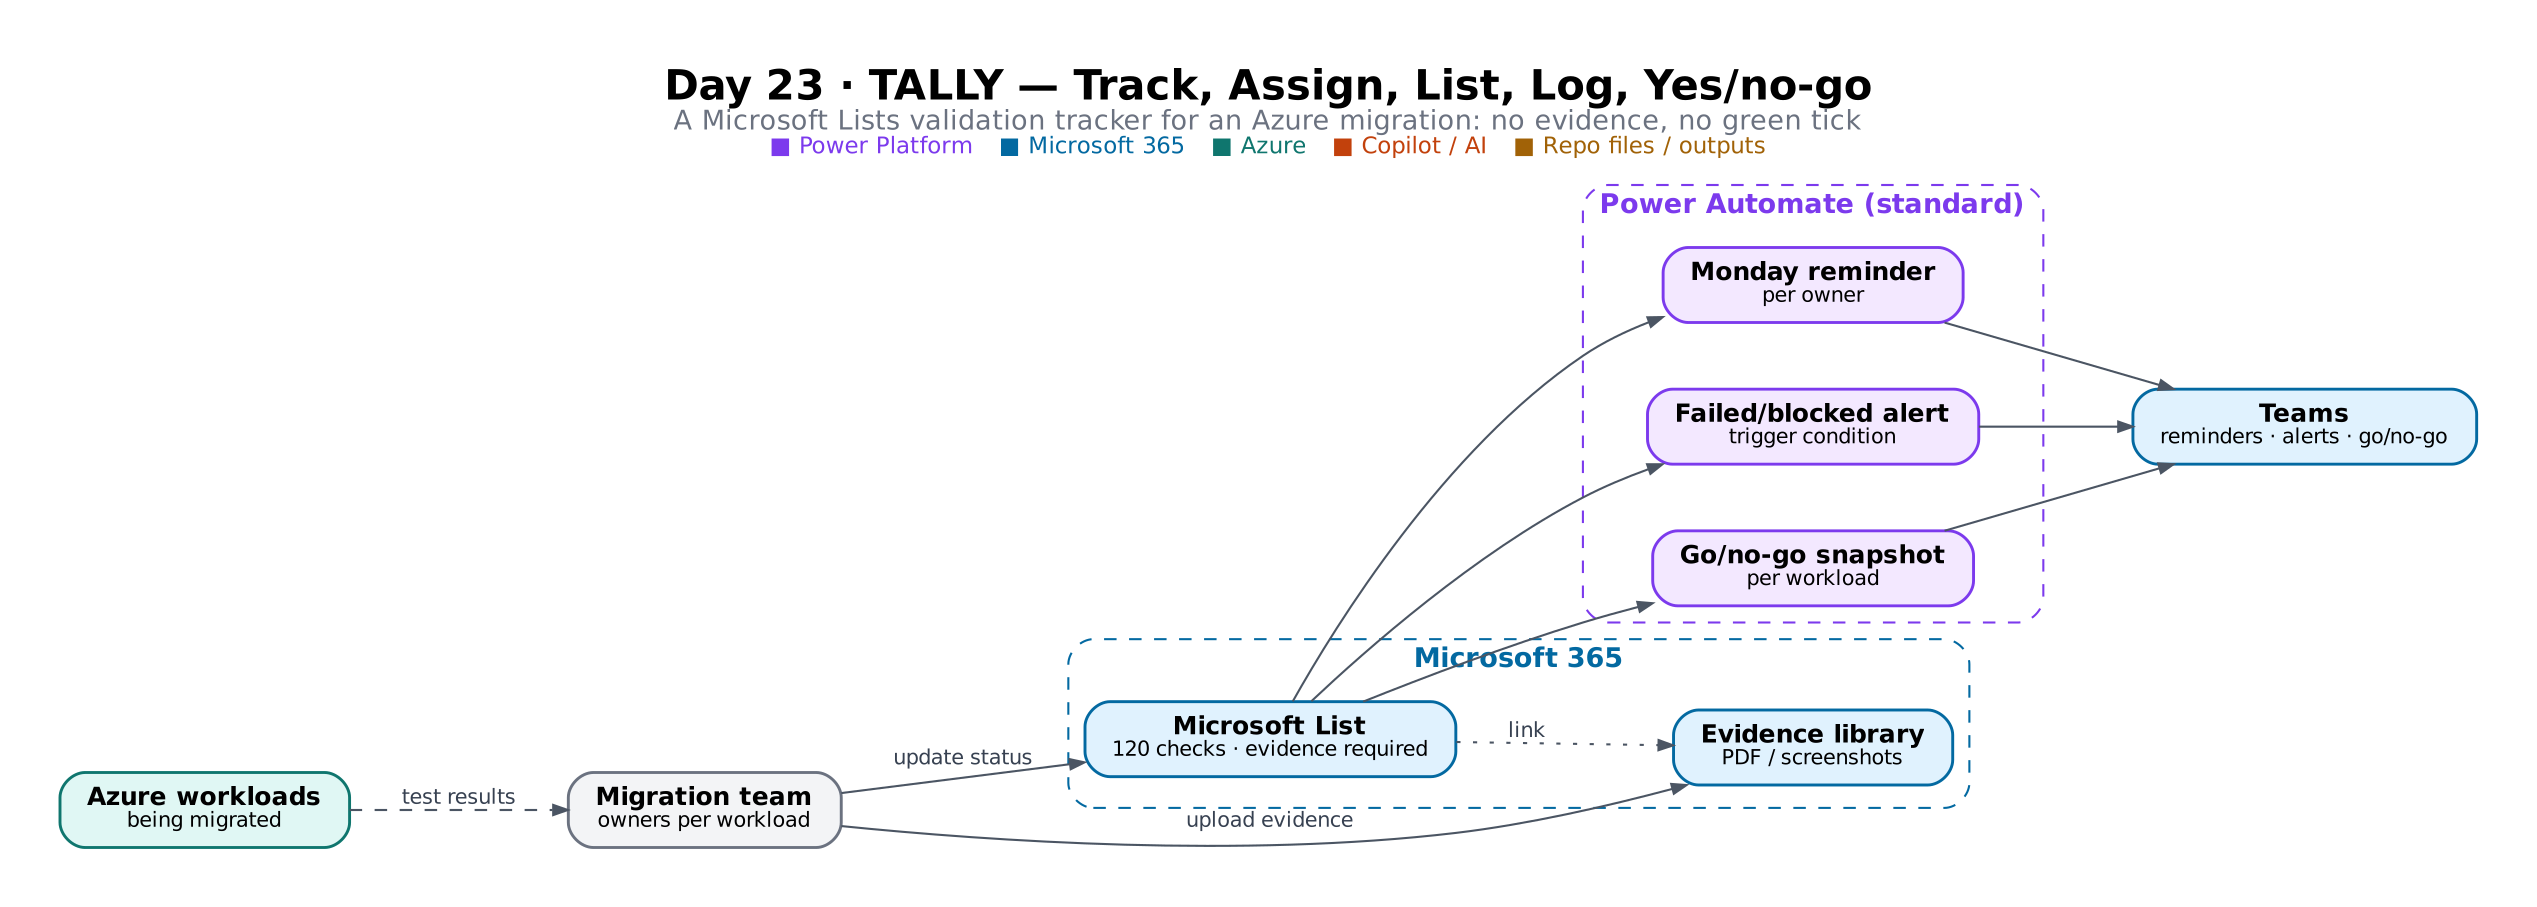 Day 23 · TALLY — Track, Assign, List, Log, Yes/no-go
A Microsoft Lists validation tracker for an Azure migration: no evidence, no green tick
■ Power Platform ■ Microsoft 365 ■ Azure ■ Copilot / AI ■ Repo files / outputs
Power Automate (standard)
Monday reminder
per owner
Failed/blocked alert
trigger condition
Go/no-go snapshot
per workload
Teams
reminders · alerts · go/no-go
Microsoft 365
Microsoft List
120 checks · evidence required
link
Evidence library
PDF / screenshots
Azure workloads
being migrated
test results
Migration team
owners per workload
update status
upload evidence